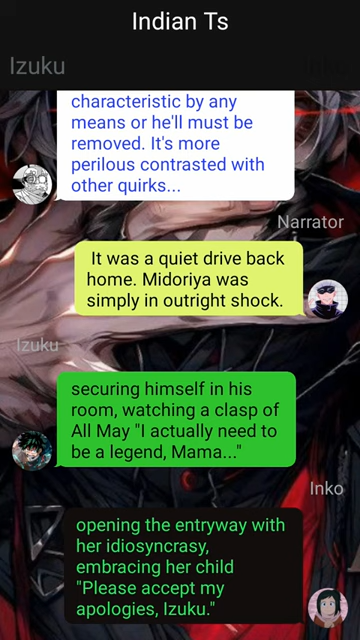 Indian Ts
Izuku
characteristic by any
means or he'll must be
removed. It's more
perilous contrasted with
other quirks...
Narrator
It was a quiet drive back
home. Midoriya was
simply in outright shock.
Izuku
securing himself in his
room, watching a clasp of
All May "I actually need to
be a legend, Mama..."
Inko
opening the entryway with
her idiosyncrasy,
embracing her child
"Please accept my
apologies, Izuku."